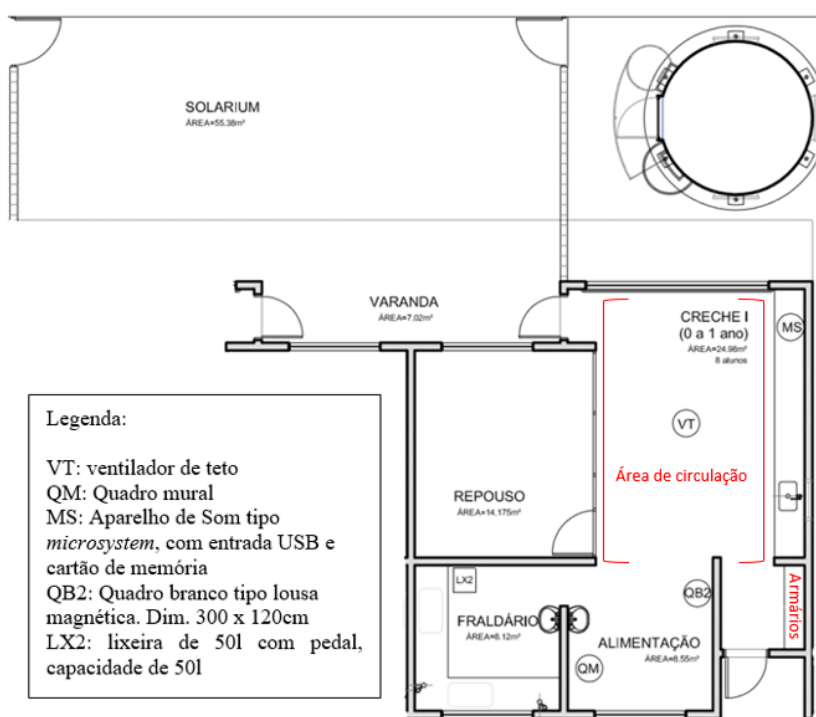 SOLARIUM
ÁREA=55.38m²
VARANDA
ÁREA=7.02m²
CRECHE I
(0 a 1 ano)
ÁREA=24.96m²
8 alunos
MS
VT
Área de circulação
REPOUSO
ÁREA=14.175m²
LX2
FRALDÁRIO
ÁREA=6.12m²
QB2
ALIMENTAÇÃO
ÁREA=6.55m²
QM
Armários
Legenda:
VT: ventilador de teto
QM: Quadro mural
MS: Aparelho de Som tipo
microsystem, com entrada USB e
cartão de memória
QB2: Quadro branco tipo lousa
magnética. Dim. 300 x 120cm
LX2: lixeira de 50l com pedal,
capacidade de 50l